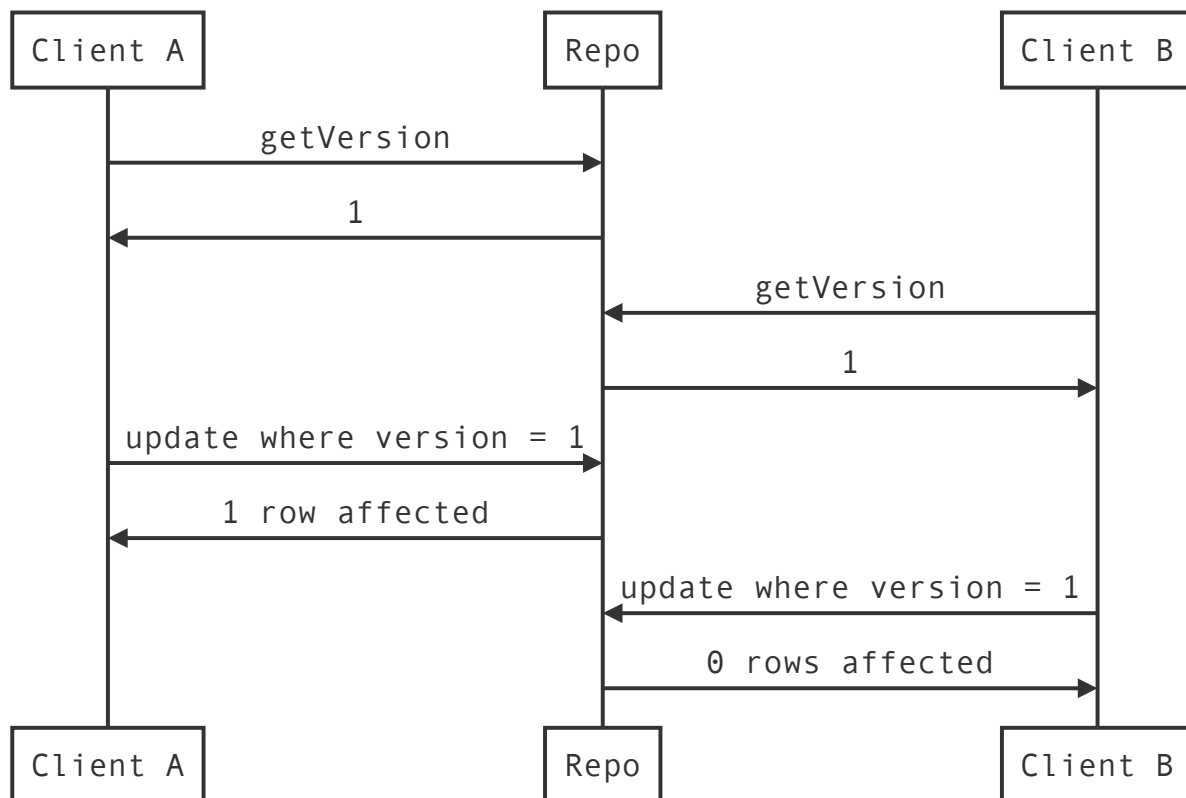 Client A
Repo
Client B
getVersion
1
getVersion
1
update where version = 1
1 row affected
update where version = 1
0 rows affected
Client A
Repo
Client B